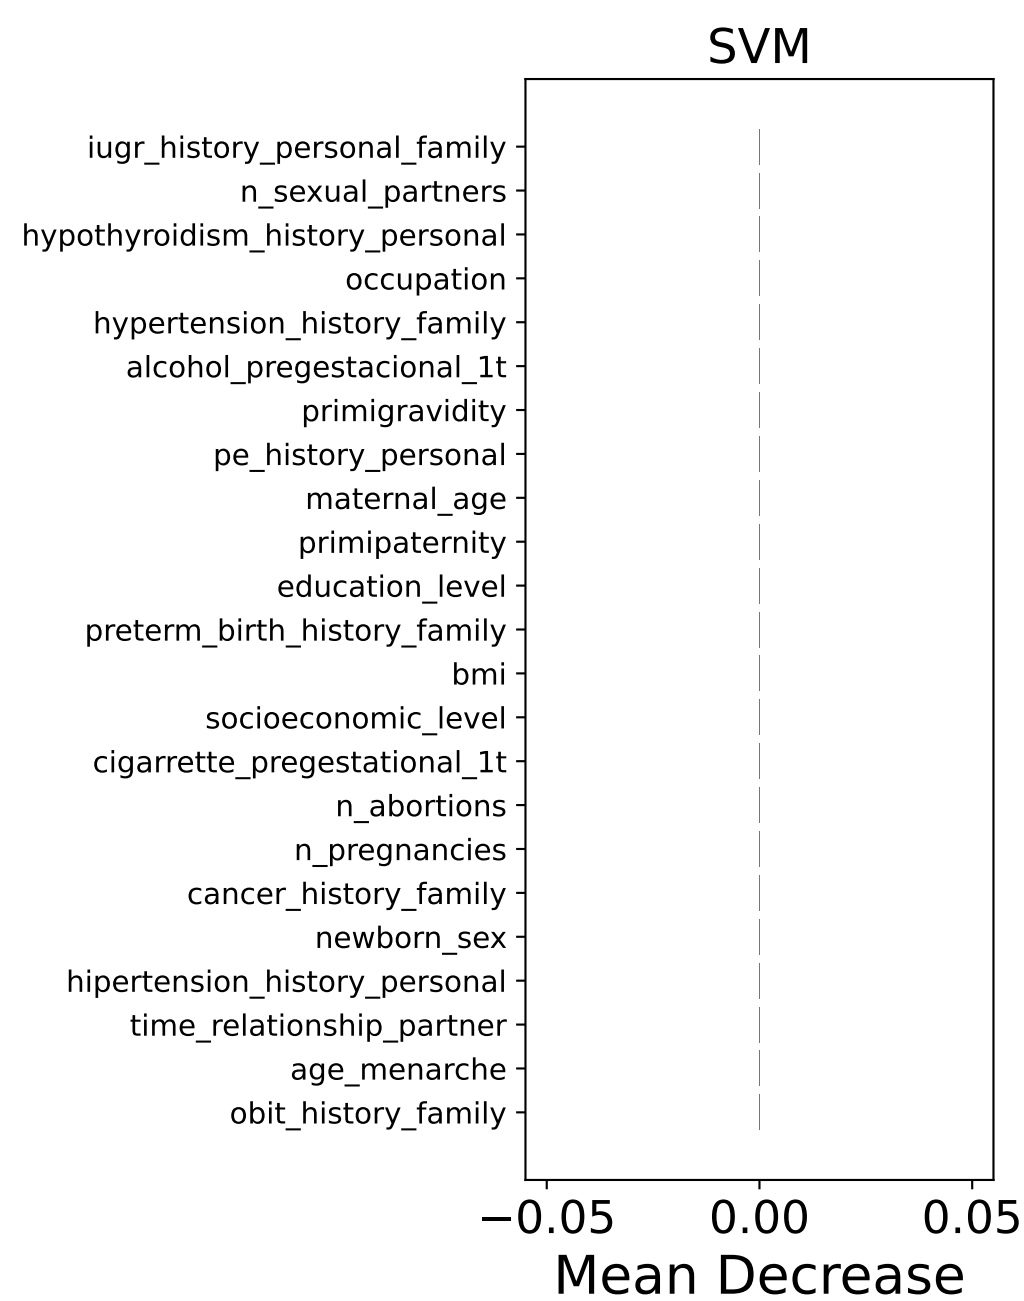 SVM
iugr_history_personal_family
n_sexual_partners
hypothyroidism_history_personal
occupation
hypertension_history_family
alcohol_pregestacional_1t
primigravidity
pe_history_personal
maternal_age
primipaternity
education_level
preterm_birth_history_family
bmi
socioeconomic_level
cigarrette_pregestational_1t
n_abortions
n_pregnancies
cancer_history_family
newborn_sex
hipertension_history_personal
time_relationship_partner
age_menarche
obit_history_family
−0.05 0.00 0.05
Mean Decrease